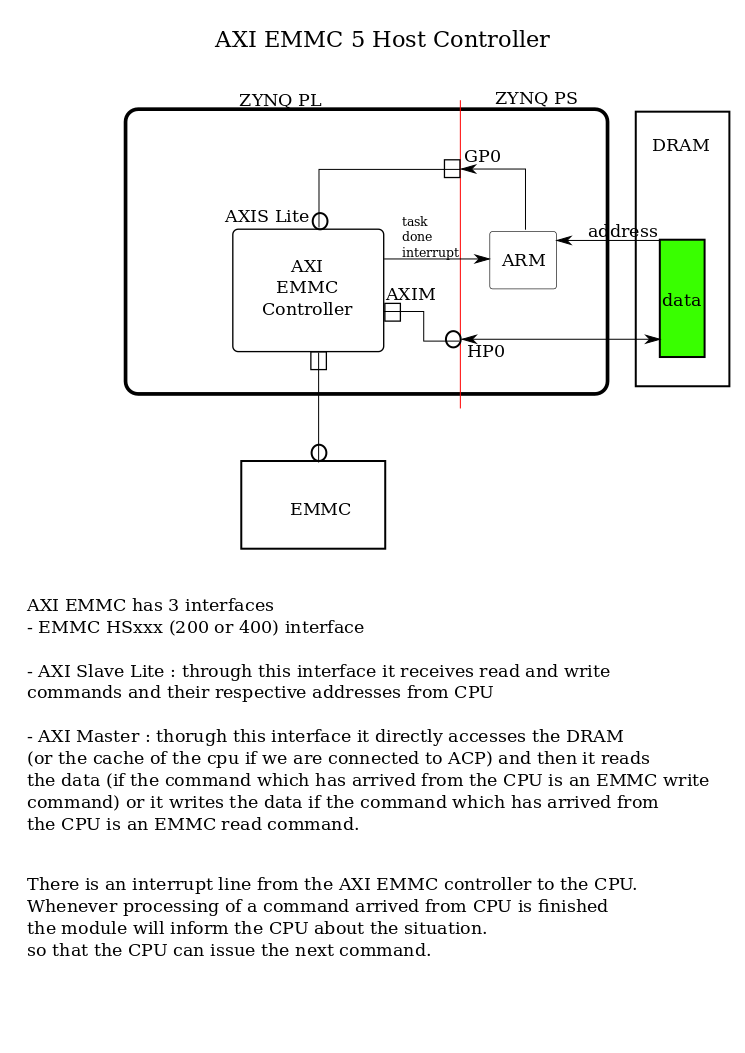 AXI EMMC 5 Host Controller
ZYNQ PL
ZYNQ PS
DRAM
GP0
AXIS Lite
task
done
interrupt
address
AXI
EMMC
Controller
ARM
AXIM
data
HP0
EMMC
AXI EMMC has 3 interfaces
- EMMC HSxxx (200 or 400) interface
- AXI Slave Lite : through this interface it receives read and write
commands and their respective addresses from CPU
- AXI Master : thorugh this interface it directly accesses the DRAM
(or the cache of the cpu if we are connected to ACP) and then it reads
the data (if the command which has arrived from the CPU is an EMMC write
command) or it writes the data if the command which has arrived from
the CPU is an EMMC read command.
There is an interrupt line from the AXI EMMC controller to the CPU.
Whenever processing of a command arrived from CPU is finished
the module will inform the CPU about the situation.
so that the CPU can issue the next command.